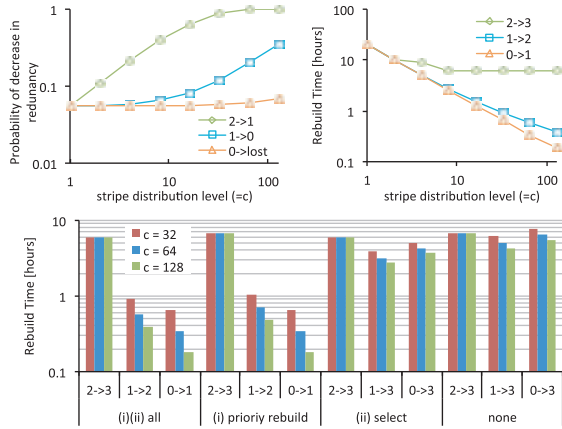 Probability of decrease in
redunancy
1
0.1
0.01
2->1
1->0
0->lost
1
10
100
stripe distribution level (=c)
Rebuild Time [hours]
100
10
1
0.1
2->3
1->2
0->1
1
10
100
stripe distribution level (=c)
Rebuild Time [hours]
10
1
0.1
c = 32
c = 64
c = 128
2->3 1->2 0->1 2->3 1->2 0->1 2->3 1->3 0->3 2->3 1->3 0->3
(i)(ii) all (i) prioriy rebuild (ii) select none